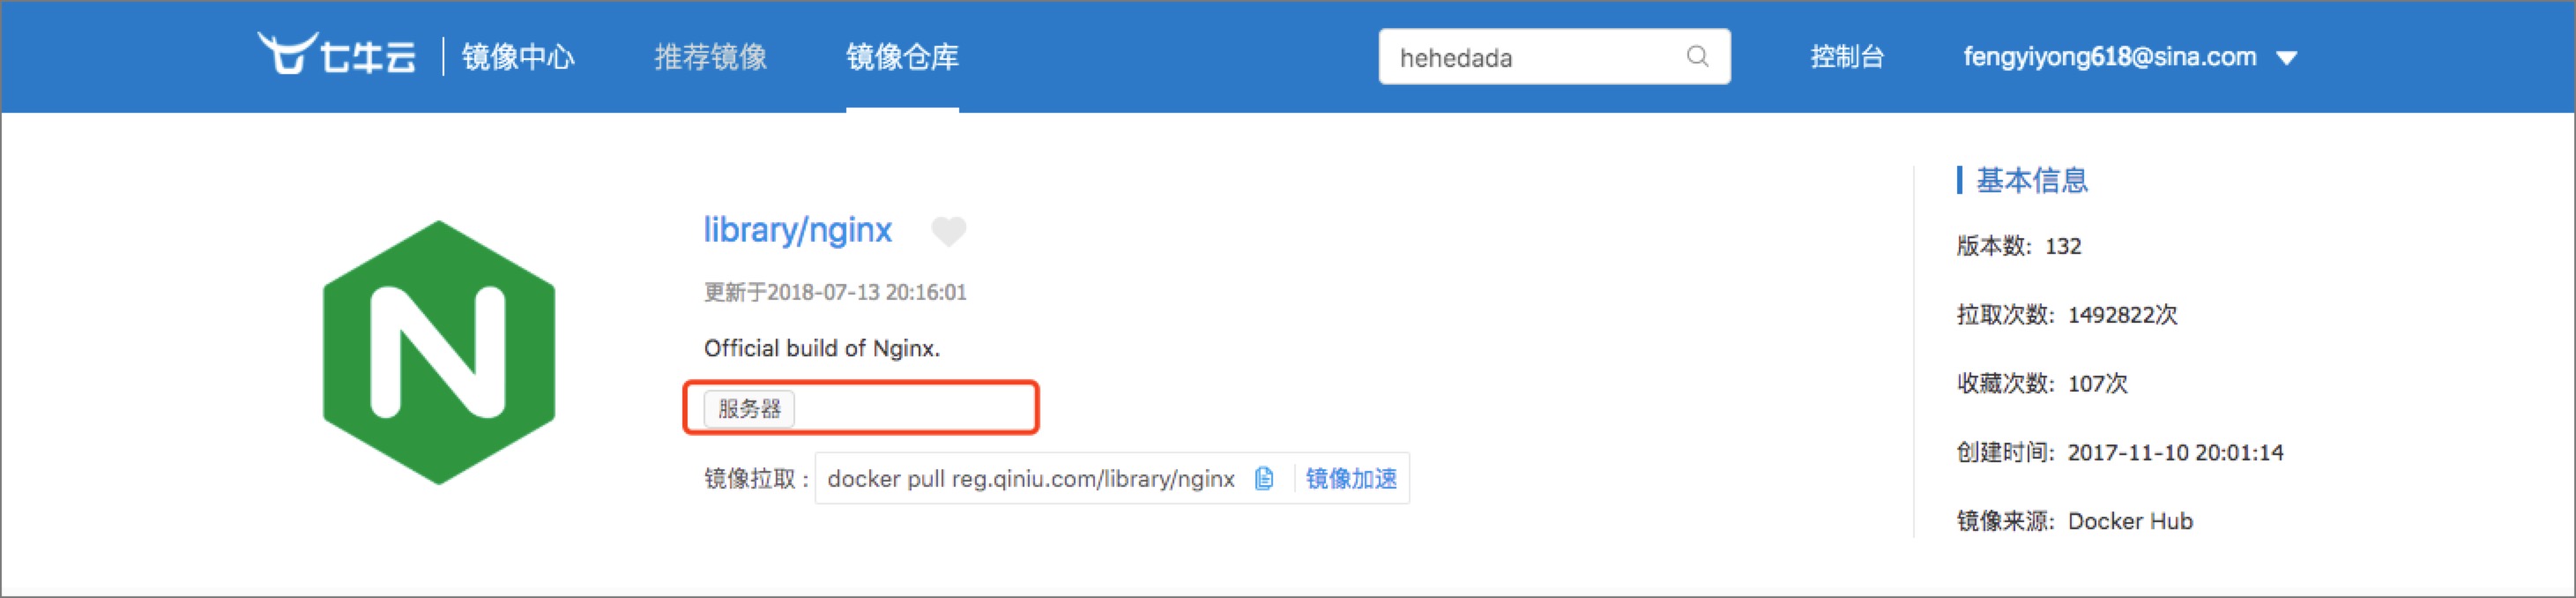 七牛云 镜像中心 推荐镜像 镜像仓库 hehedada 控制台 fengyiyong618@sina.com
library/nginx
更新于2018-07-13 20:16:01
Official build of Nginx.
服务器
镜像拉取 : docker pull reg.qiniu.com/library/nginx 镜像加速
基本信息
版本数: 132
拉取次数: 1492822次
收藏次数: 107次
创建时间: 2017-11-10 20:01:14
镜像来源: Docker Hub